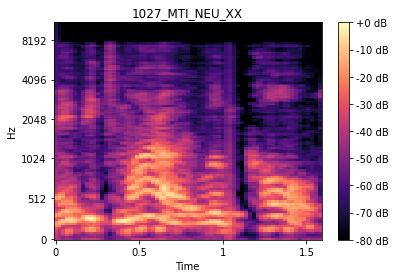 1027_MTI_NEU_XX
8192
4096
2048
1024
512
0
Hz
0
0.5
1
1.5
Time
+0 dB
-10 dB
-20 dB
-30 dB
-40 dB
-50 dB
-60 dB
-70 dB
-80 dB